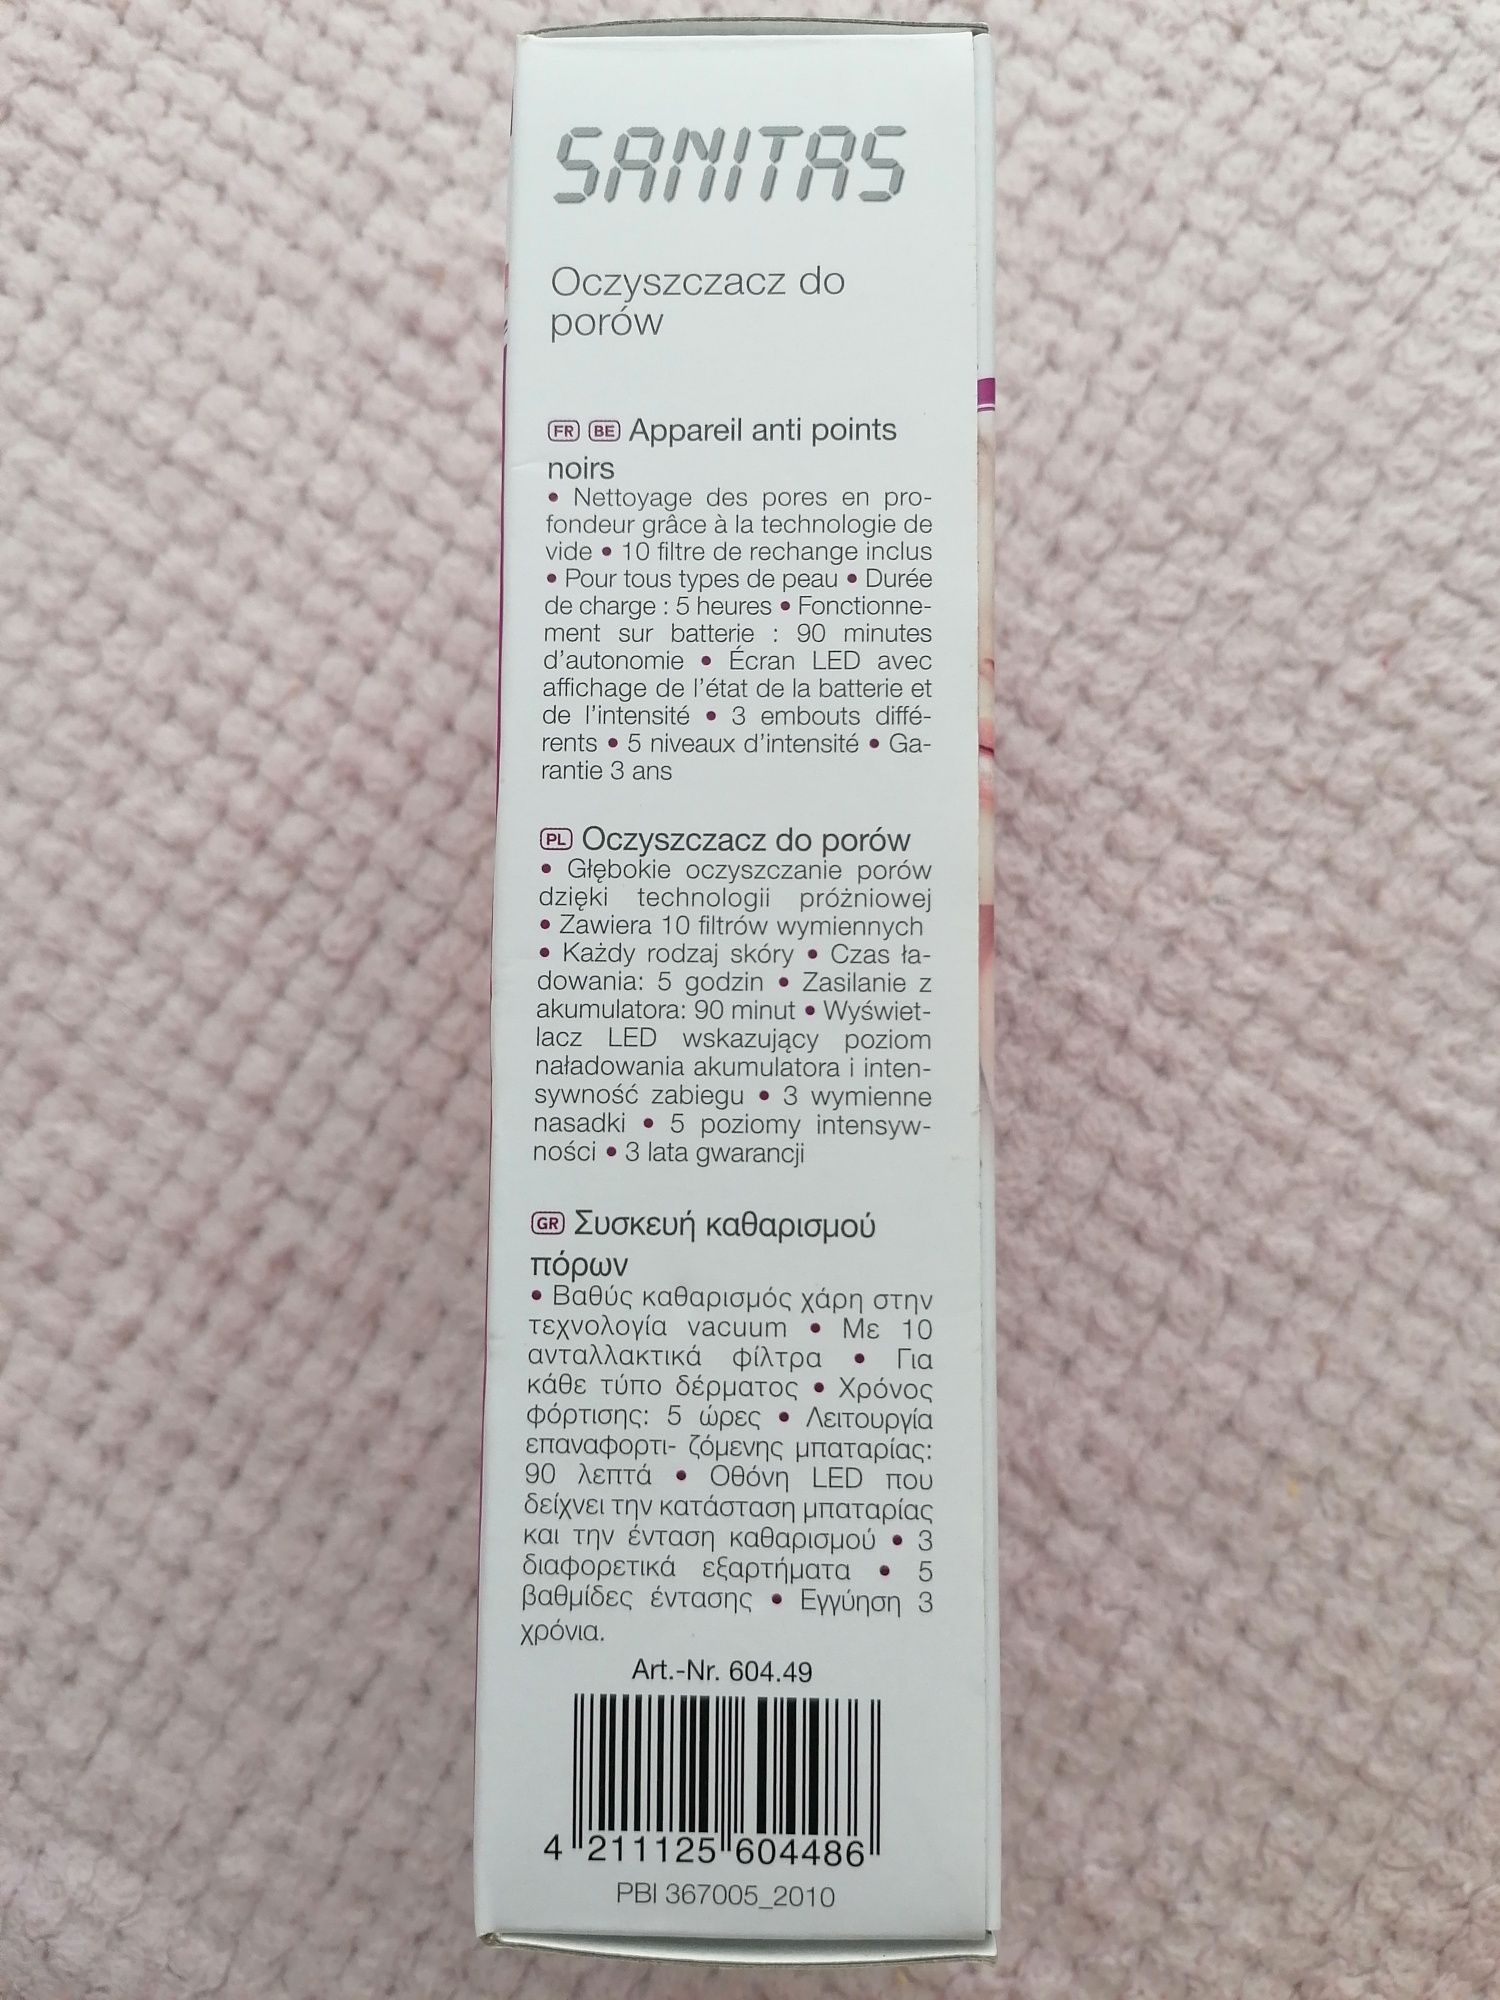 SANITAS
Oczyszczacz do
porów
FR BE Appareil anti points
noirs
• Nettoyage des pores en pro-
fondeur grâce à la technologie de
vide • 10 filtre de rechange inclus
• Pour tous types de peau • Durée
de charge : 5 heures • Fonctionne-
ment sur batterie : 90 minutes
d'autonomie • Écran LED avec
affichage de l'état de la batterie et
de l'intensité • 3 embouts diffé-
rents • 5 niveaux d'intensité • Ga-
rantie 3 ans
PL Oczyszczacz do porów
• Głębokie oczyszczanie porów
dzięki technologii próżniowej
• Zawiera 10 filtrów wymiennych
• Każdy rodzaj skóry • Czas ła-
dowania: 5 godzin • Zasilanie z
akumulatora: 90 minut • Wyświet-
lacz LED wskazujący poziom
naładowania akumulatora i inten-
sywność zabiegu • 3 wymienne
nasadki • 5 poziomy intensyw-
ności • 3 lata gwarancji
GR Συσκευή καθαρισμού
πόρων
• Βαθύς καθαρισμός χάρη στην
τεχνολογία vacuum • Με 10
ανταλλακτικά φίλτρα • Για
κάθε τύπο δέρματος • Χρόνος
φόρτισης: 5 ώρες • Λειτουργία
επαναφορτι- ζόμενης μπαταρίας:
90 λεπτά • Οθόνη LED που
δείχνει την κατάσταση μπαταρίας
και την ένταση καθαρισμού • 3
διαφορετικά εξαρτήματα • 5
βαθμίδες έντασης • Εγγύηση 3
χρόνια.
Art.-Nr. 604.49
4 211125 604486
PBI 367005_2010